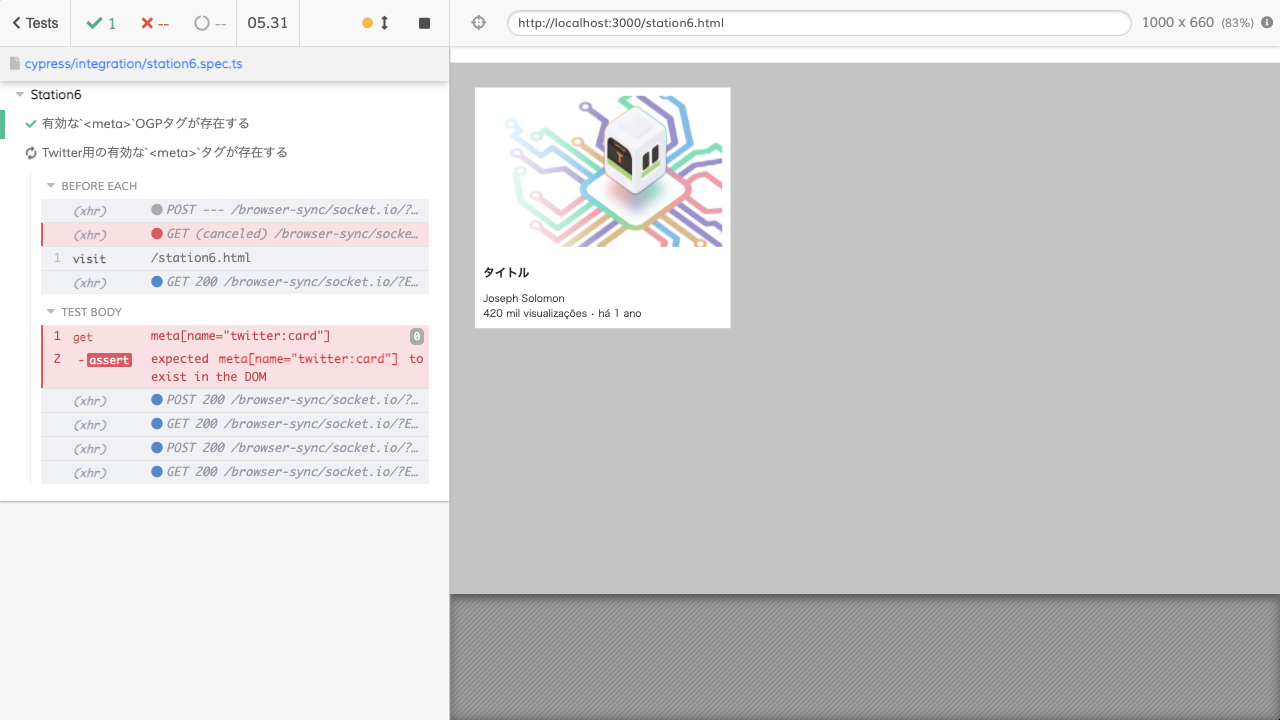 Tests
1
--
--
05.31
http://localhost:3000/station6.html
1000 x 660 (83%)
cypress/integration/station6.spec.ts
Station6
有効な`<meta>`OGPタグが存在する
Twitter用の有効な`<meta>`タグが存在する
BEFORE EACH
(xhr) POST --- /browser-sync/socket.io/?…
(xhr) GET (canceled) /browser-sync/socke…
1 visit /station6.html
(xhr) GET 200 /browser-sync/socket.io/?E…
TEST BODY
1 get meta[name="twitter:card"] 0
2 -assert expected meta[name="twitter:card"] to
exist in the DOM
(xhr) POST 200 /browser-sync/socket.io/?…
(xhr) GET 200 /browser-sync/socket.io/?E…
(xhr) POST 200 /browser-sync/socket.io/?…
(xhr) GET 200 /browser-sync/socket.io/?E…
T
タイトル
Joseph Solomon
420 mil visualizações · há 1 ano